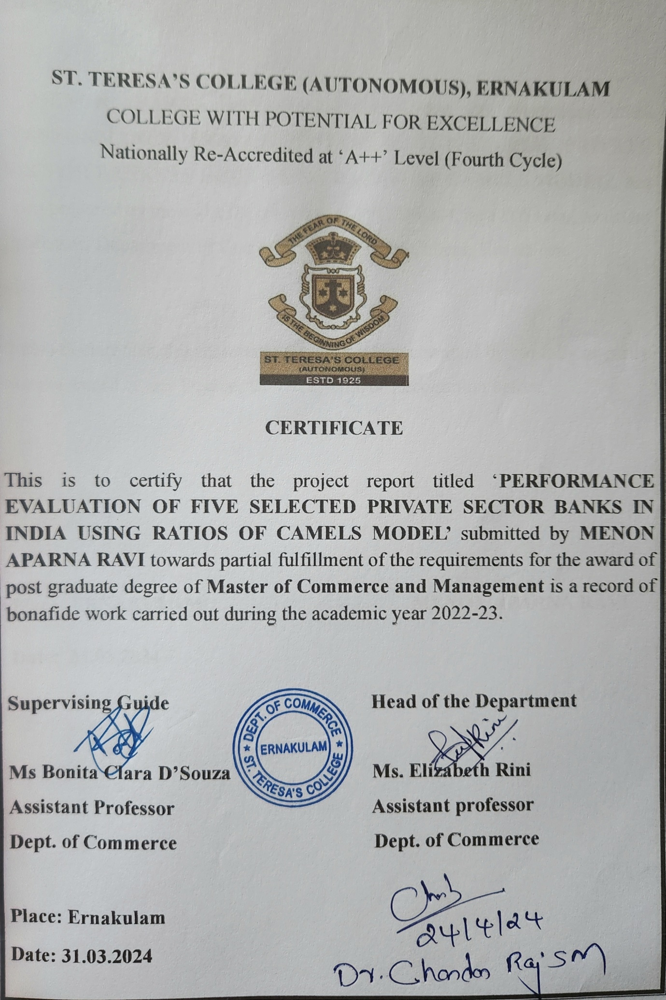 ST. TERESA’S COLLEGE (AUTONOMOUS), ERNAKULAM
COLLEGE WITH POTENTIAL FOR EXCELLENCE
Nationally Re-Accredited at ‘A++’ Level (Fourth Cycle)
THE FEAR OF THE LORD
IS THE BEGINNING OF WISDOM
ST. TERESA'S COLLEGE
(AUTONOMOUS)
ESTD 1925
CERTIFICATE
This is to certify that the project report titled ‘PERFORMANCE
EVALUATION OF FIVE SELECTED PRIVATE SECTOR BANKS IN
INDIA USING RATIOS OF CAMELS MODEL’ submitted by MENON
APARNA RAVI towards partial fulfillment of the requirements for the award of
post graduate degree of Master of Commerce and Management is a record of
bonafide work carried out during the academic year 2022-23.
Supervising Guide
Head of the Department
DEPT. OF COMMERCE
ERNAKULAM
ST. TERESA'S COLLEGE
Ms Bonita Clara D’Souza
Ms. Elizabeth Rini
Assistant Professor
Assistant professor
Dept. of Commerce
Dept. of Commerce
Place: Ernakulam
24/4/24
Date: 31.03.2024
Dr. Raj S M